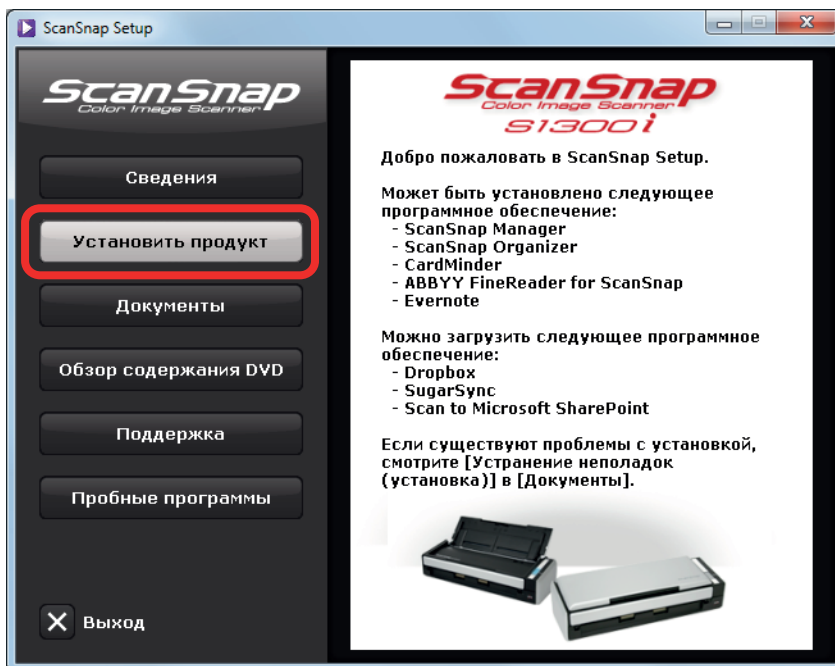 ScanSnap Setup
ScanSnap
Color Image Scanner
Сведения
Установить продукт
Документы
Обзор содержания DVD
Поддержка
Пробные программы
Выход
ScanSnap
Color Image Scanner
S1300i
Добро пожаловать в ScanSnap Setup.
Может быть установлено следующее
программное обеспечение:
- ScanSnap Manager
- ScanSnap Organizer
- CardMinder
- ABBYY FineReader for ScanSnap
- Evernote
Можно загрузить следующее программное
обеспечение:
- Dropbox
- SugarSync
- Scan to Microsoft SharePoint
Если существуют проблемы с установкой,
смотрите [Устранение неполадок
(установка)] в [Документы].